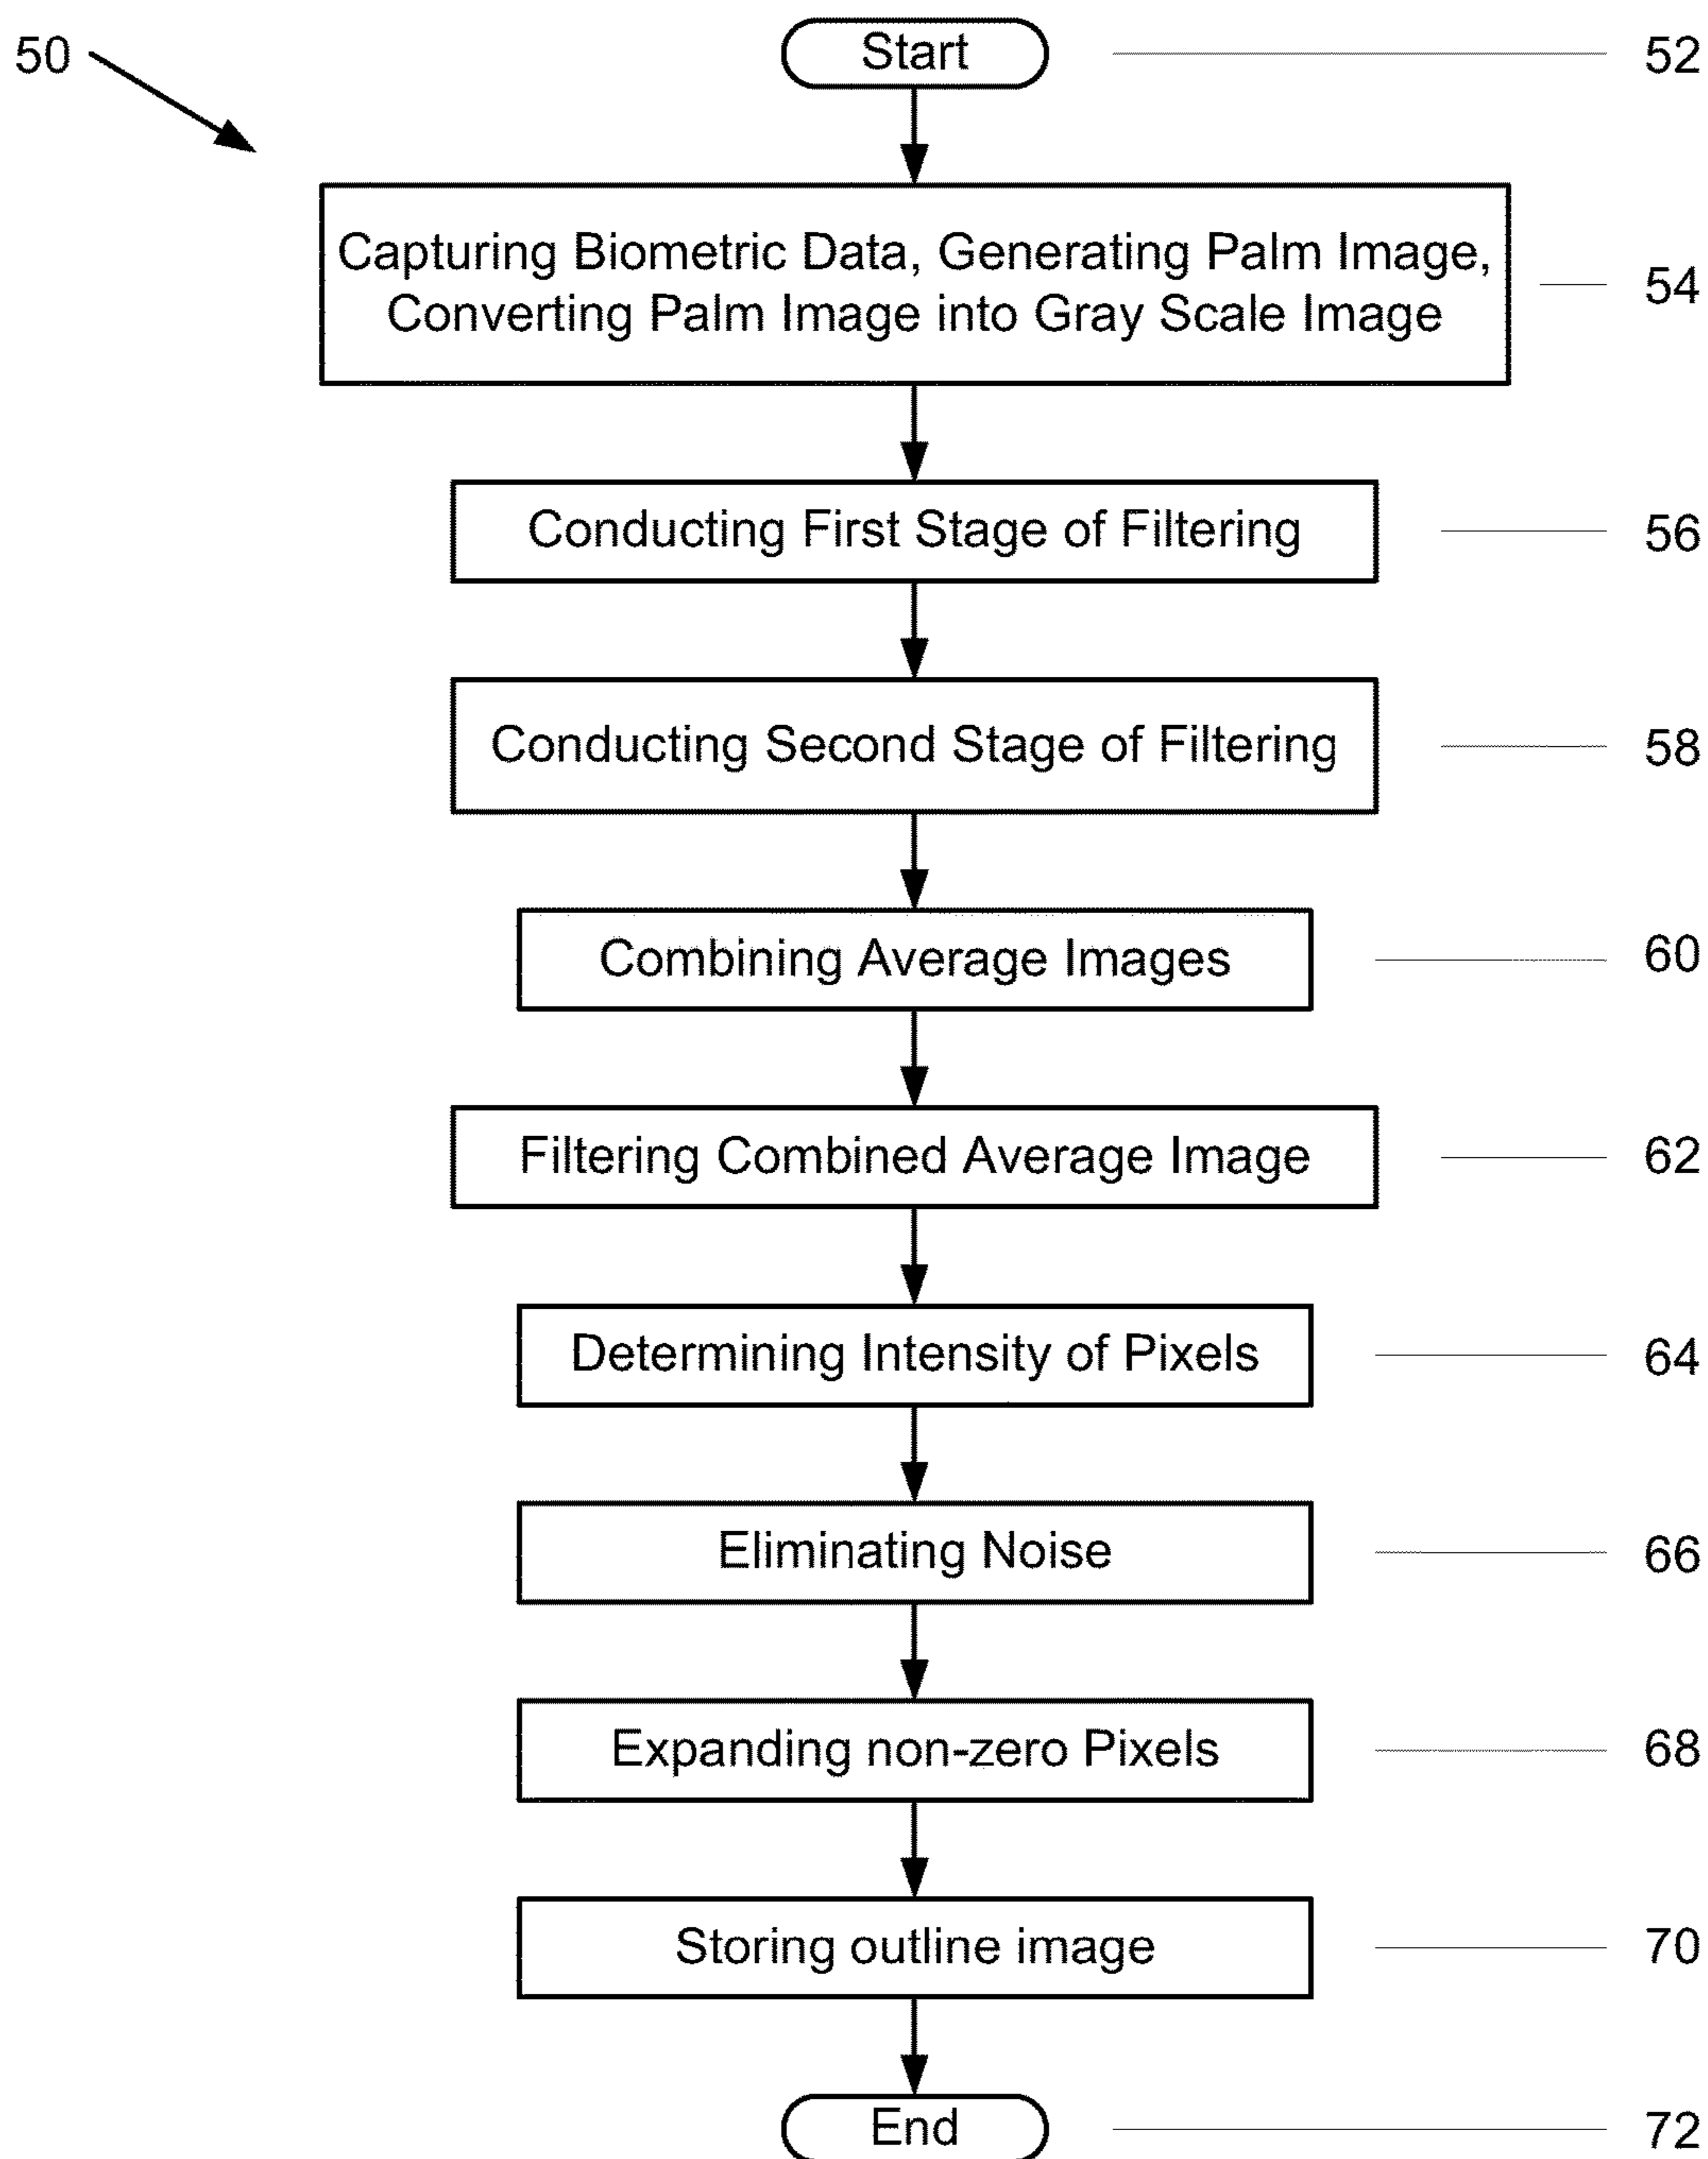 50
Start
52
Capturing Biometric Data, Generating Palm Image,
Converting Palm Image into Gray Scale Image
54
Conducting First Stage of Filtering
56
Conducting Second Stage of Filtering
58
Combining Average Images
60
Filtering Combined Average Image
62
Determining Intensity of Pixels
64
Eliminating Noise
66
Expanding non-zero Pixels
68
Storing outline image
70
End
72